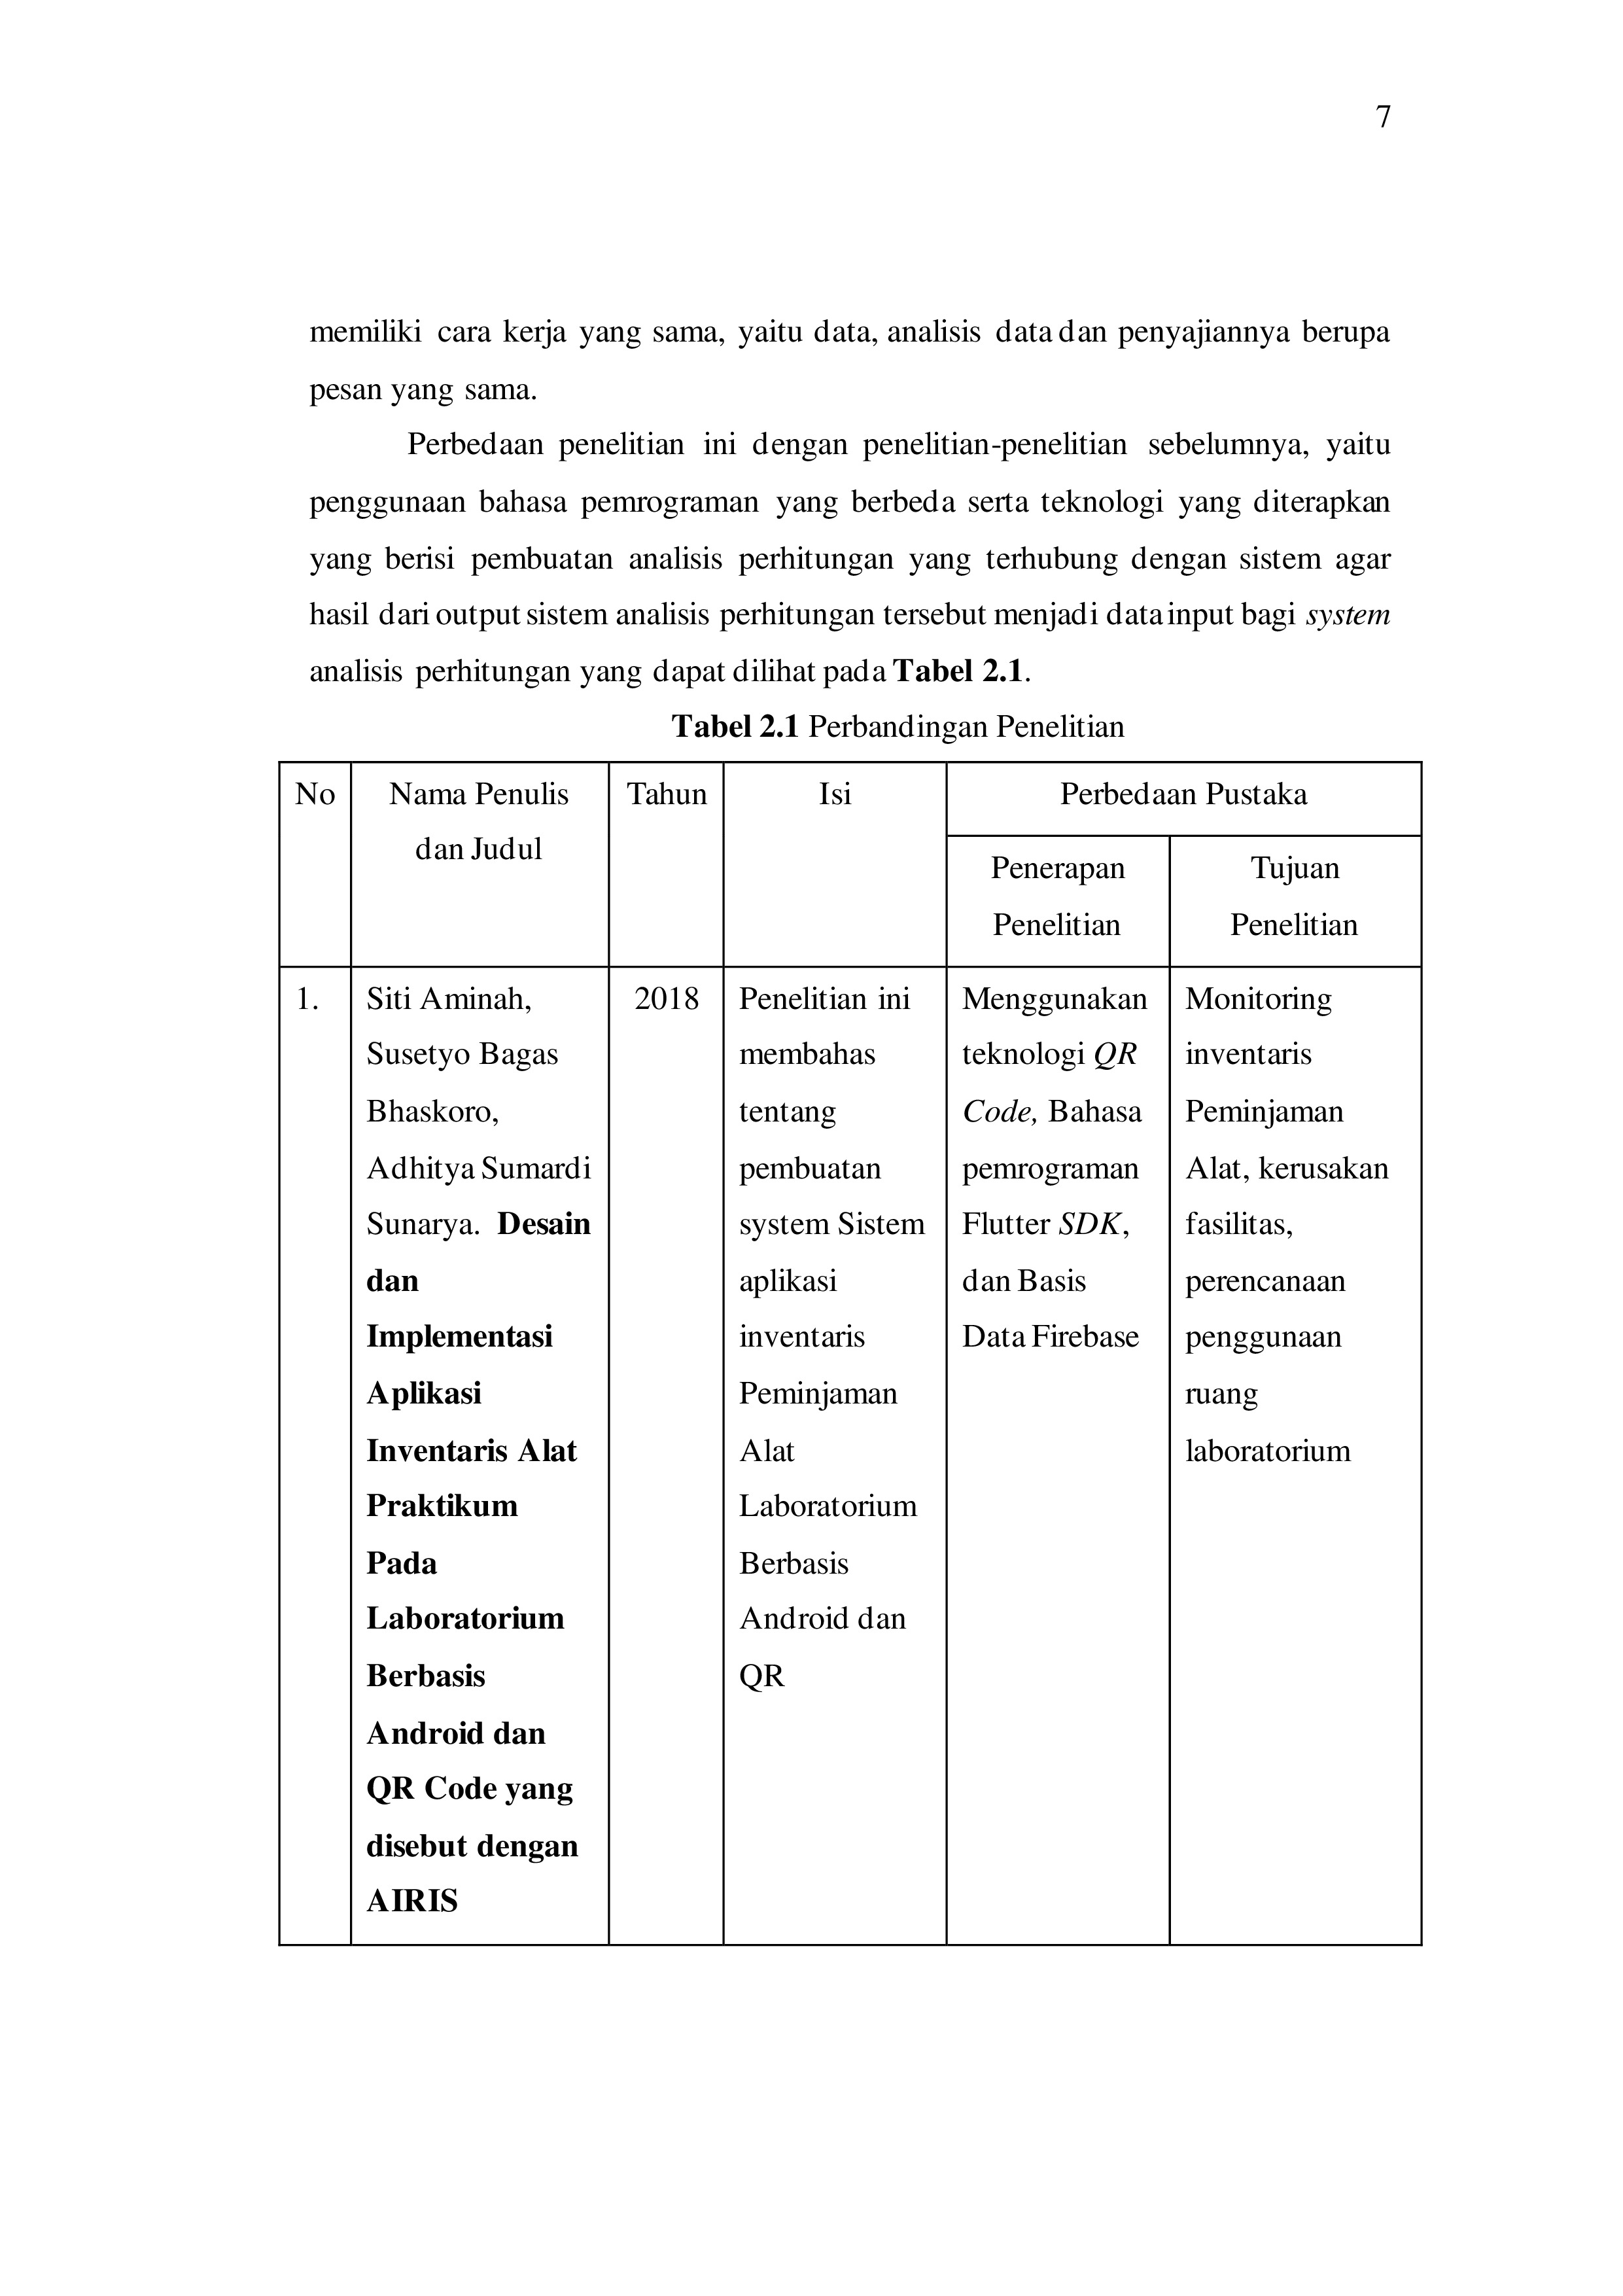 7
memiliki cara kerja yang sama, yaitu data, analisis data dan penyajiannya berupa
pesan yang sama.
Perbedaan penelitian ini dengan penelitian-penelitian sebelumnya, yaitu
penggunaan bahasa pemrograman yang berbeda serta teknologi yang diterapkan
yang berisi pembuatan analisis perhitungan yang terhubung dengan sistem agar
hasil dari output sistem analisis perhitungan tersebut menjadi data input bagi system
analisis perhitungan yang dapat dilihat pada Tabel 2.1.
Tabel 2.1 Perbandingan Penelitian
No
Nama Penulis
dan Judul
Tahun
Isi
Perbedaan Pustaka
Penerapan
Penelitian
Tujuan
Penelitian
1.
Siti Aminah,
Susetyo Bagas
Bhaskoro,
Adhitya Sumardi
Sunarya. Desain
dan
Implementasi
Aplikasi
Inventaris Alat
Praktikum
Pada
Laboratorium
Berbasis
Android dan
QR Code yang
disebut dengan
AIRIS
2018
Penelitian ini
membahas
tentang
pembuatan
system Sistem
aplikasi
inventaris
Peminjaman
Alat
Laboratorium
Berbasis
Android dan
QR
Menggunakan
teknologi QR
Code, Bahasa
pemrograman
Flutter SDK,
dan Basis
Data Firebase
Monitoring
inventaris
Peminjaman
Alat, kerusakan
fasilitas,
perencanaan
penggunaan
ruang
laboratorium